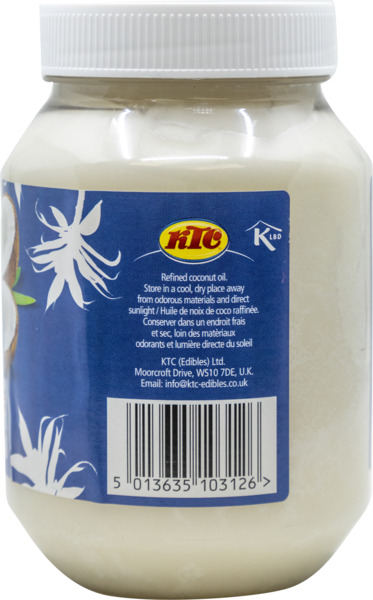 KTC
K LBD
Refined coconut oil.
Store in a cool, dry place away
from odorous materials and direct
sunlight / Huile de noix de coco raffinée.
Conserver dans un endroit frais
et sec, loin des matèriaux
odorants et lumière directe du soleil
KTC (Edibles) Ltd.
Moorcroft Drive, WS10 7DE, U.K.
Email: info@ktc-edibles.co.uk
5 013635 103126 >